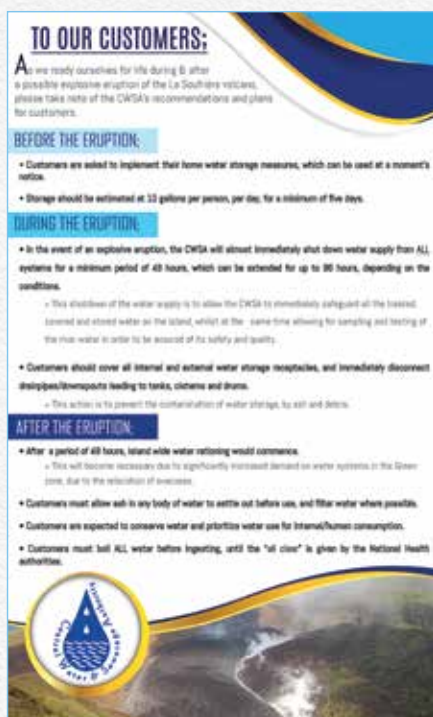 TO OUR CUSTOMERS:
As we ready ourselves for life during & after
a possible explosive eruption of the La Soufrière volcano,
please take note of the CWSA's recommendations and plans
for customers.
BEFORE THE ERUPTION:
• Customers are asked to implement their home water storage measures, which can be used at a moment's
notice.
• Storage should be estimated at 10 gallons per person, per day, for a minimum of five days.
DURING THE ERUPTION:
• In the event of an explosive eruption, the CWSA will almost immediately shut down water supply from ALL
systems for a minimum period of 48 hours, which can be extended for up to 96 hours, depending on the
conditions.
» This shutdown of the water supply is to allow the CWSA to immediately safeguard all the treated,
covered and stored water on the island, whilst at the same time allowing for sampling and testing of
the river water in order to be assured of its safety and quality.
• Customers should cover all internal and external water storage receptacles, and immediately disconnect
drainpipes/downspouts leading to tanks, cisterns and drums.
» This action is to prevent the contamination of water storage, by ash and debris.
AFTER THE ERUPTION:
• After a period of 48 hours, island wide water rationing would commence.
» This will become necessary due to significantly increased demand on water systems in the Green
zone, due to the relocation of evacuees.
• Customers must allow ash in any body of water to settle out before use, and filter water where possible.
• Customers are expected to conserve water and prioritize water use for internal/human consumption.
• Customers must boil ALL water before ingesting, until the "all clear" is given by the National Health
authorities.
Central Water & Sewerage Authority